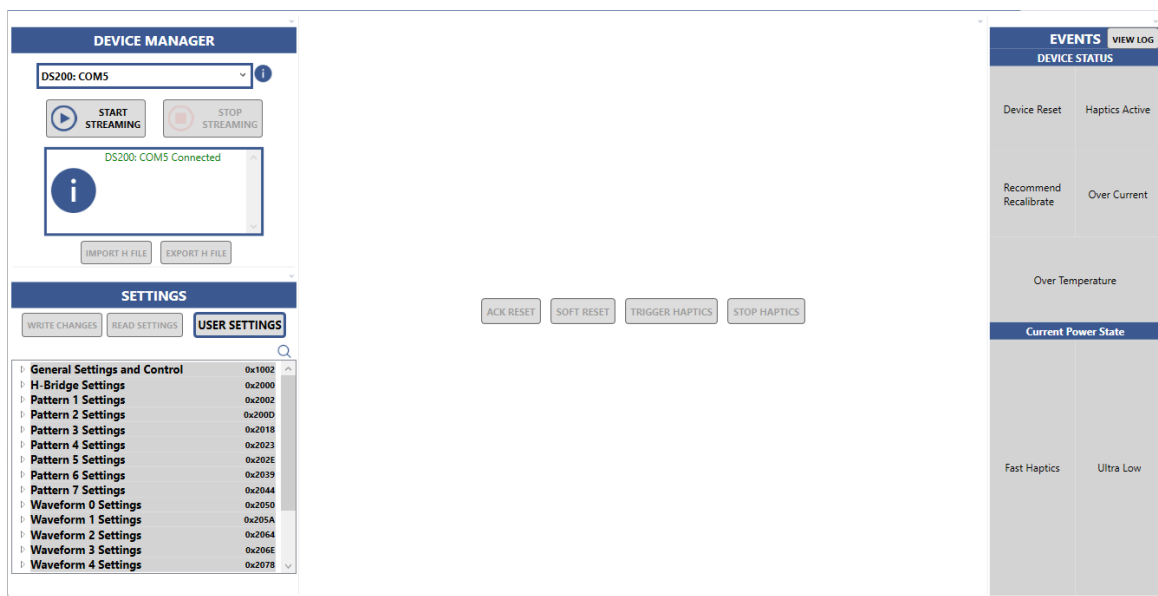 DEVICE MANAGER
DS200: COM5
START STREAMING
STOP STREAMING
DS200: COM5 Connected
i
IMPORT H FILE
EXPORT H FILE
SETTINGS
WRITE CHANGES
READ SETTINGS
USER SETTINGS
General Settings and Control 0x1002
H-Bridge Settings 0x2000
Pattern 1 Settings 0x2002
Pattern 2 Settings 0x200D
Pattern 3 Settings 0x2018
Pattern 4 Settings 0x2023
Pattern 5 Settings 0x202E
Pattern 6 Settings 0x2039
Pattern 7 Settings 0x2044
Waveform 0 Settings 0x2050
Waveform 1 Settings 0x205A
Waveform 2 Settings 0x2064
Waveform 3 Settings 0x206E
Waveform 4 Settings 0x2078
ACK RESET
SOFT RESET
TRIGGER HAPTICS
STOP HAPTICS
EVENTS
VIEW LOG
DEVICE STATUS
Device Reset
Haptics Active
Recommend
Recalibrate
Over Current
Over Temperature
Current Power State
Fast Haptics
Ultra Low